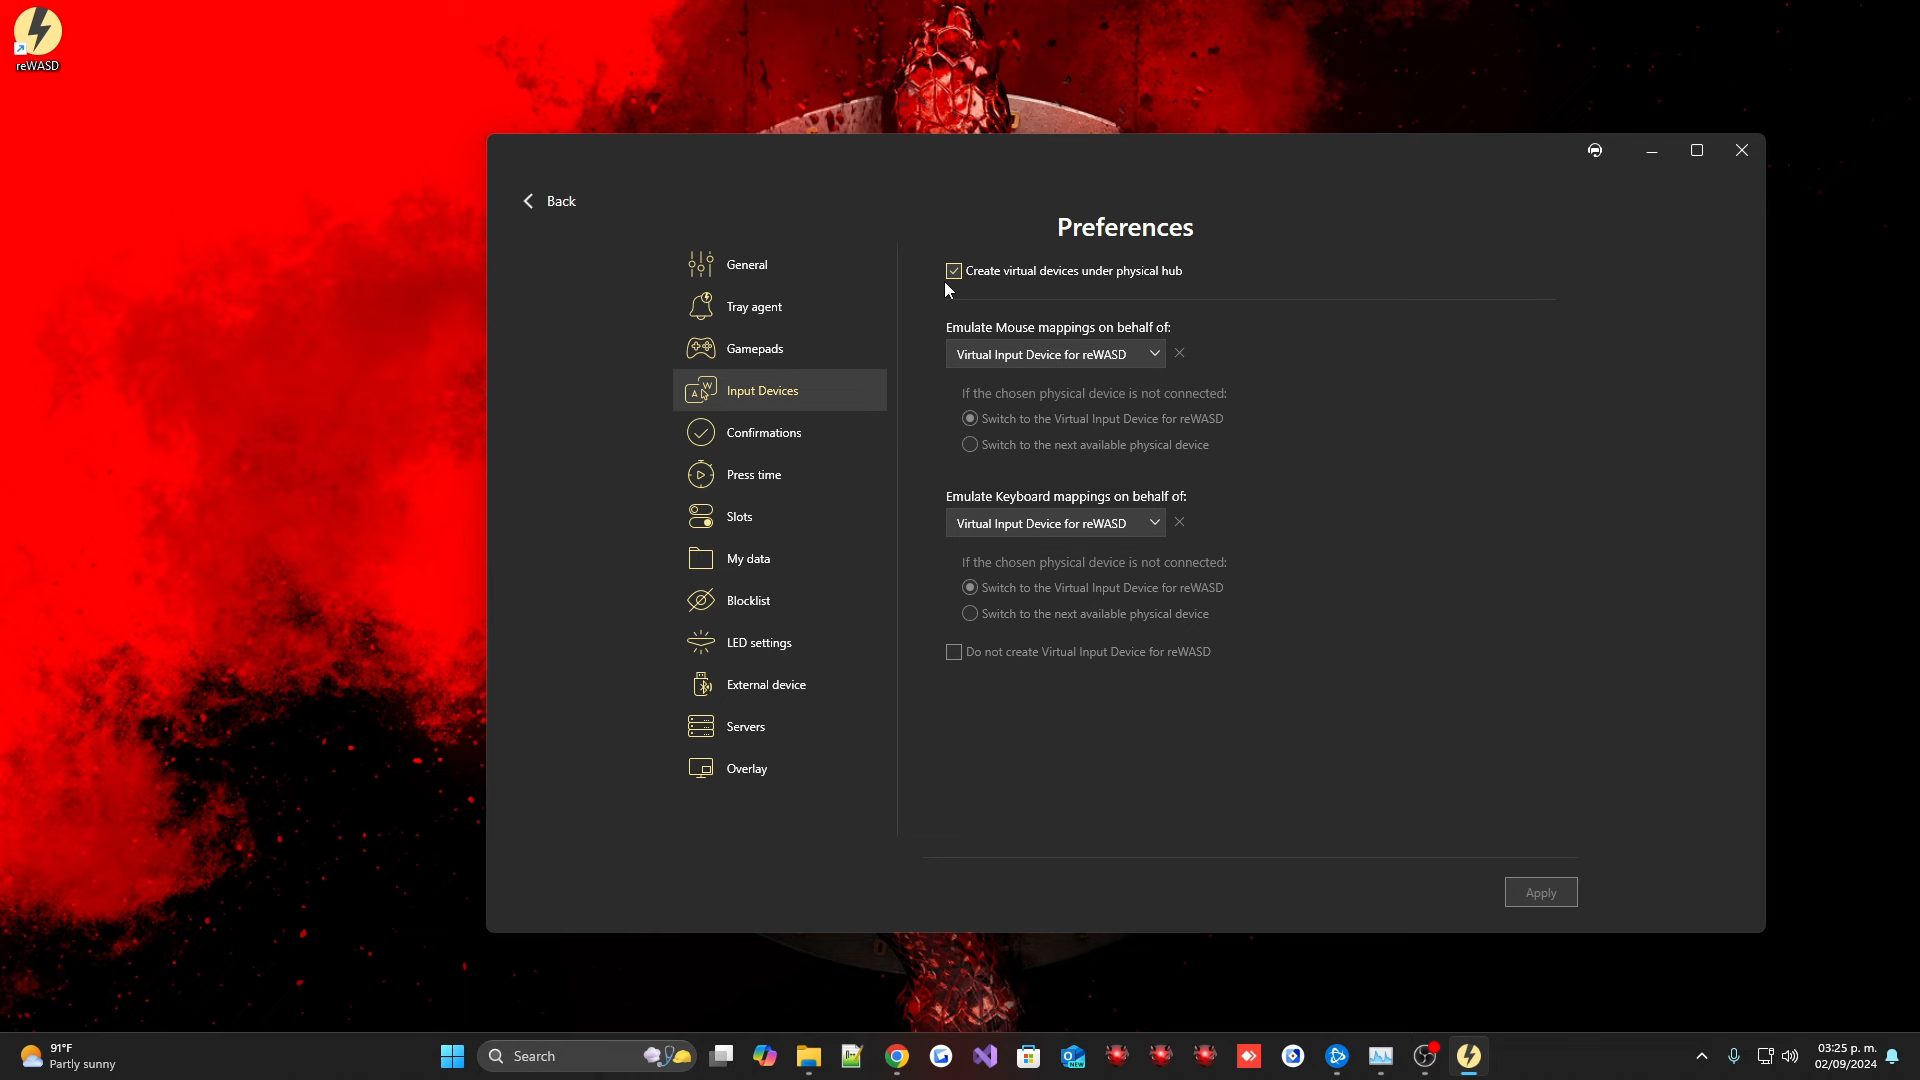 reWASD
Back
Preferences
General
Tray agent
Gamepads
Input Devices
Confirmations
Press time
Slots
My data
Blocklist
LED settings
External device
Servers
Overlay
Create virtual devices under physical hub
Emulate Mouse mappings on behalf of:
Virtual Input Device for reWASD
If the chosen physical device is not connected:
Switch to the Virtual Input Device for reWASD
Switch to the next available physical device
Emulate Keyboard mappings on behalf of:
Virtual Input Device for reWASD
If the chosen physical device is not connected:
Switch to the Virtual Input Device for reWASD
Switch to the next available physical device
Do not create Virtual Input Device for reWASD
Apply
91°F
Partly sunny
Search
NEW
03:25 p. m.
02/09/2024